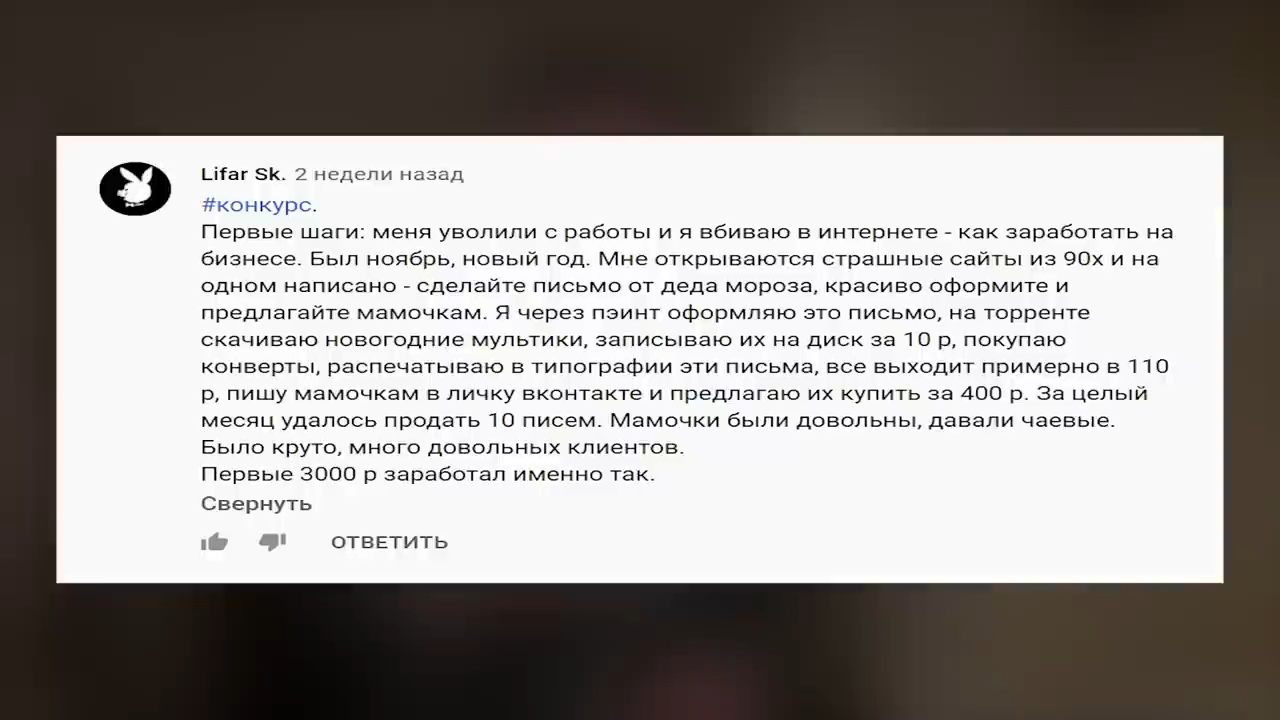 Lifar Sk. 2 недели назад
#конкурс.
Первые шаги: меня уволили с работы и я вбиваю в интернете - как заработать на
бизнесе. Был ноябрь, новый год. Мне открываются страшные сайты из 90х и на
одном написано - сделайте письмо от деда мороза, красиво оформите и
предлагайте мамочкам. Я через пэинт оформляю это письмо, на торренте
скачиваю новогодние мультики, записываю их на диск за 10 р, покупаю
конверты, распечатываю в типографии эти письма, все выходит примерно в 110
р, пишу мамочкам в личку вконтакте и предлагаю их купить за 400 р. За целый
месяц удалось продать 10 писем. Мамочки были довольны, давали чаевые.
Было круто, много довольных клиентов.
Первые 3000 р заработал именно так.
Свернуть
ОТВЕТИТЬ